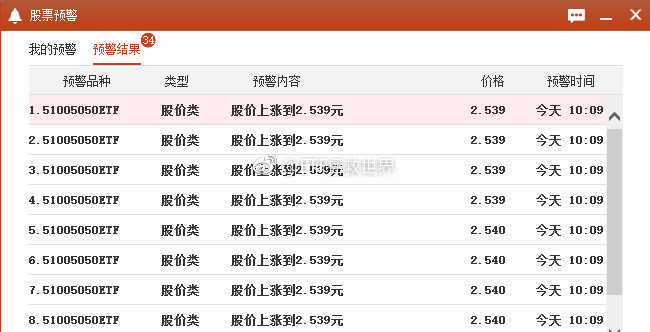 股票预警
我的预警 预警结果 34
预警品种 类型 预警内容 价格 预警时间
1.51005050ETF 股价类 股价上涨到2.539元 2.539 今天 10:09
2.51005050ETF 股价类 股价上涨到2.539元 2.539 今天 10:09
3.51005050ETF 股价类 股价上涨到2.539元 2.539 今天 10:09
@ETF拯救世界
4.51005050ETF 股价类 股价上涨到2.539元 2.539 今天 10:09
5.51005050ETF 股价类 股价上涨到2.539元 2.540 今天 10:09
6.51005050ETF 股价类 股价上涨到2.539元 2.540 今天 10:09
7.51005050ETF 股价类 股价上涨到2.539元 2.540 今天 10:09
8.51005050ETF 股价类 股价上涨到2.539元 2.540 今天 10:09